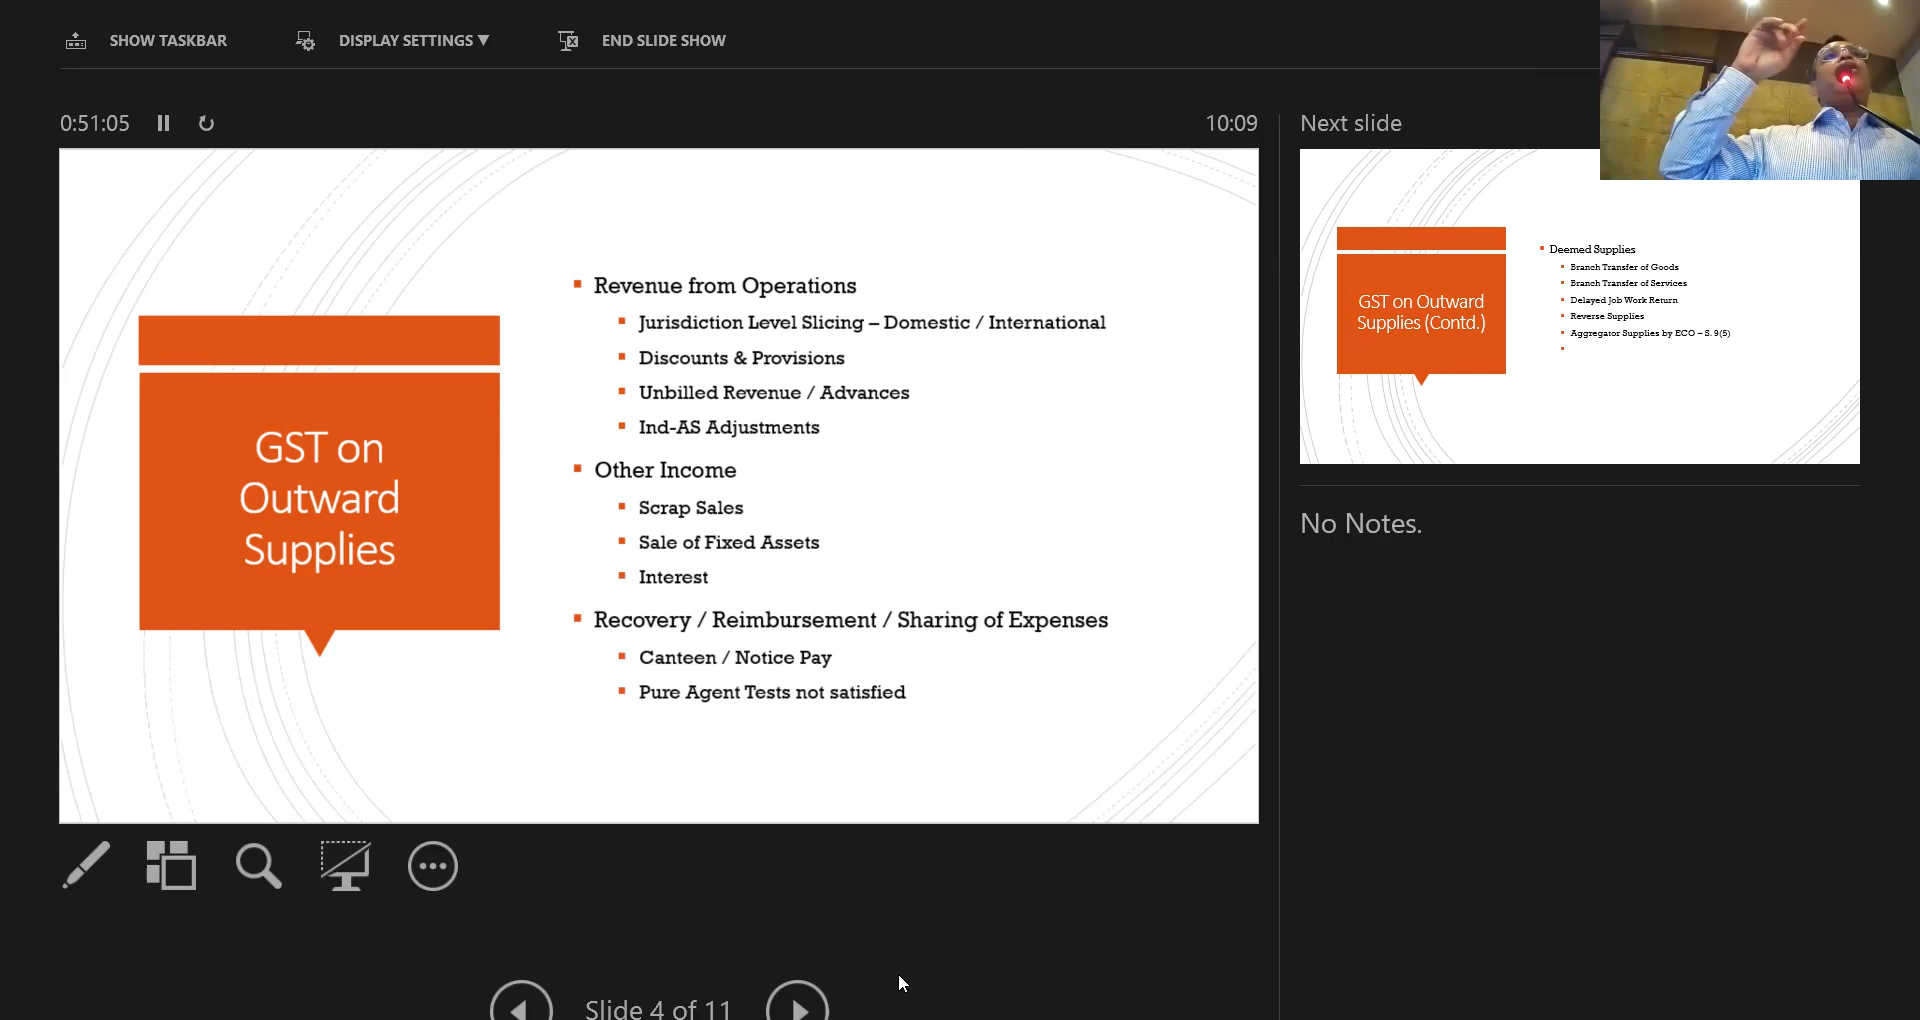 SHOW TASKBAR
DISPLAY SETTINGS ▼
END SLIDE SHOW
0:51:05
10:09
Next slide
GST on
Outward
Supplies
Revenue from Operations
Jurisdiction Level Slicing – Domestic / International
Discounts & Provisions
Unbilled Revenue / Advances
Ind-AS Adjustments
Other Income
Scrap Sales
Sale of Fixed Assets
Interest
Recovery / Reimbursement / Sharing of Expenses
Canteen / Notice Pay
Pure Agent Tests not satisfied
GST on Outward
Supplies (Contd.)
Deemed Supplies
Branch Transfer of Goods
Branch Transfer of Services
Delayed Job Work Return
Reverse Supplies
Aggregator Supplies by ECO – S. 9(5)
No Notes.
Slide 4 of 11